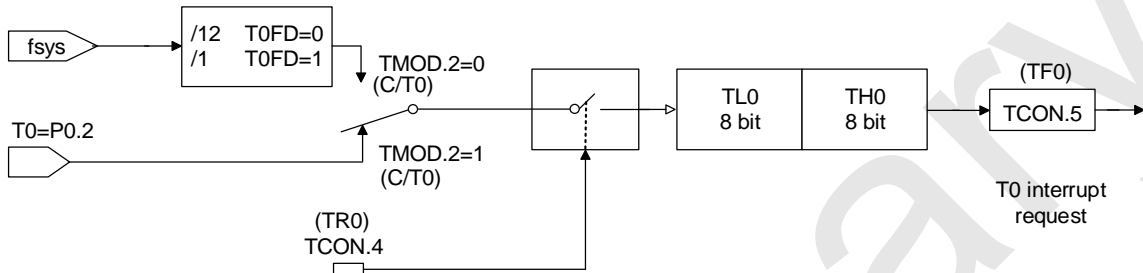 fsys
/12 T0FD=0
/1 T0FD=1
TMOD.2=0
(C/T0)
T0=P0.2
TMOD.2=1
(C/T0)
(TR0)
TCON.4
TL0
8 bit
TH0
8 bit
(TF0)
TCON.5
T0 interrupt
request